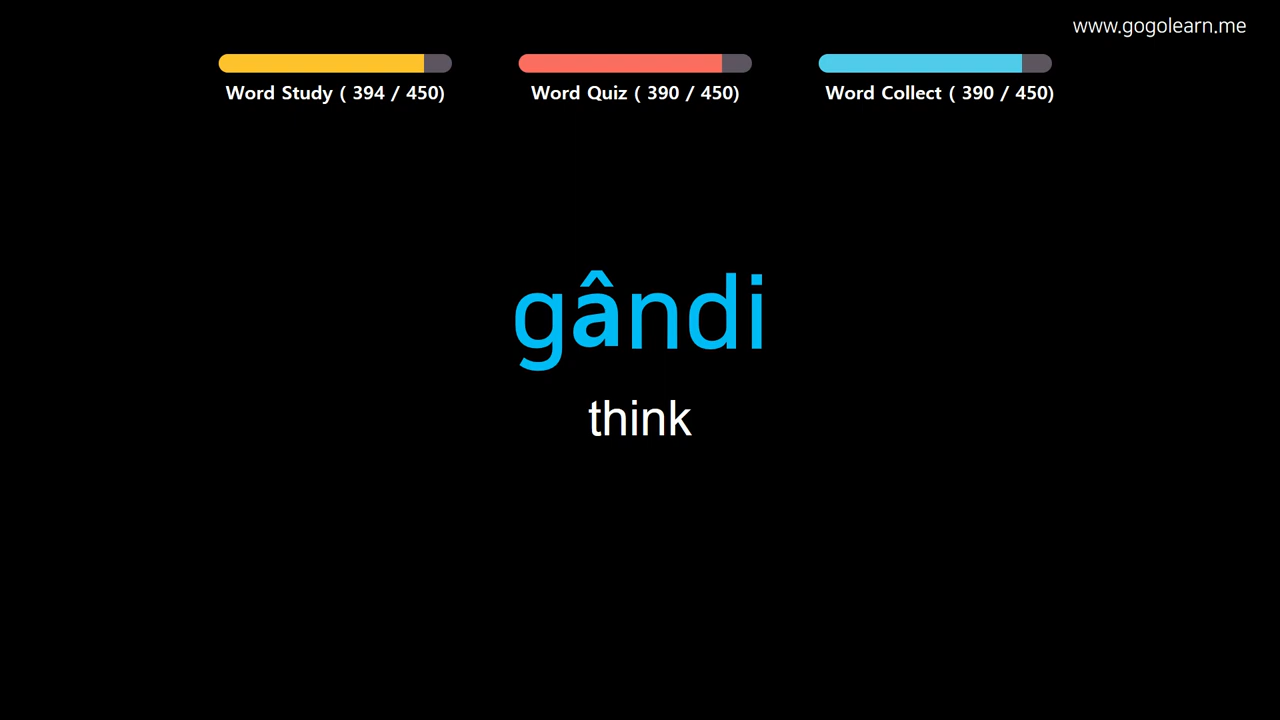 www.gogolearn.me
Word Study ( 394 / 450)
Word Quiz ( 390 / 450)
Word Collect ( 390 / 450)
gândi
think